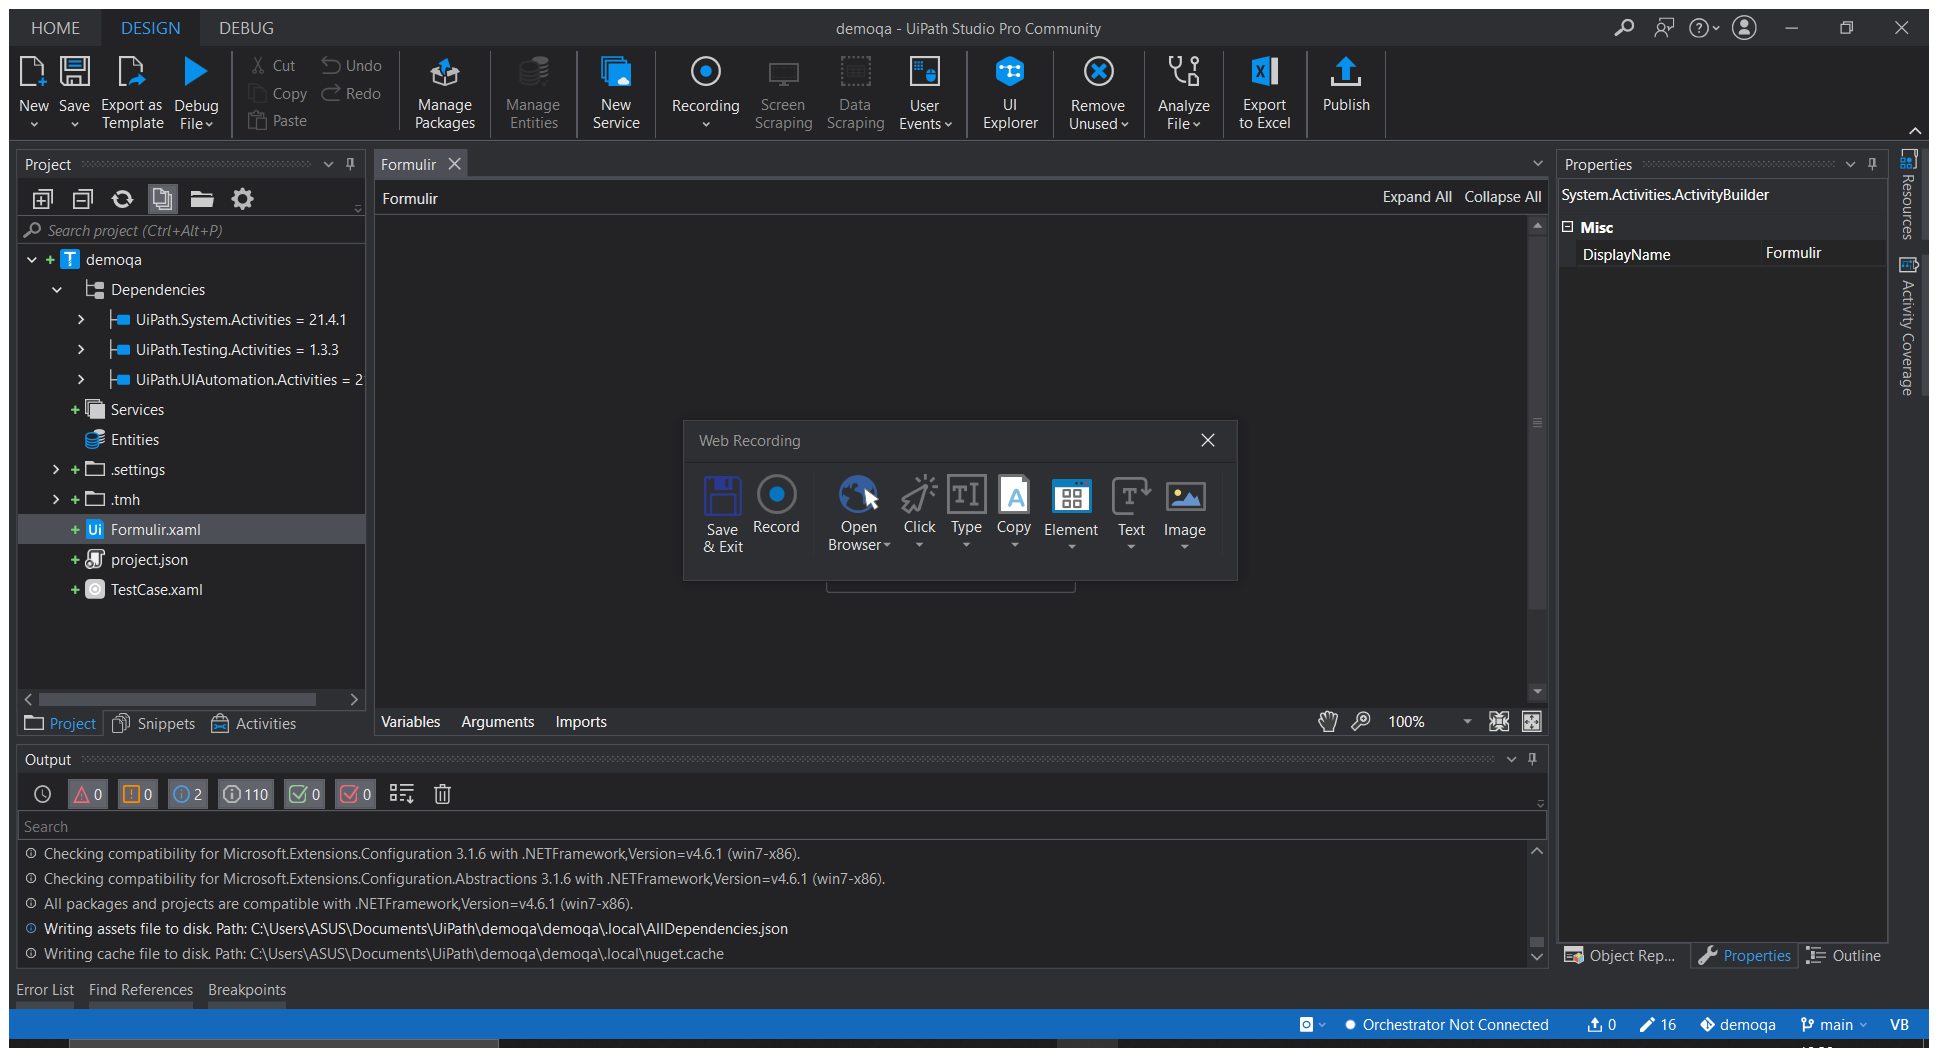 HOME DESIGN DEBUG demoqa - UiPath Studio Pro Community
New Save Export as Template Debug File
Cut Copy Paste Undo Redo
Manage Packages Manage Entities New Service Recording Screen Scraping Data Scraping User Events UI Explorer Remove Unused Analyze File Export to Excel Publish
Project
Search project (Ctrl+Alt+P)
demoqa
Dependencies
UiPath.System.Activities = 21.4.1
UiPath.Testing.Activities = 1.3.3
UiPath.UIAutomation.Activities = 2
Services
Entities
.settings
.tmh
Formulir.xaml
project.json
TestCase.xaml
Project Snippets Activities
Formulir
Formulir Expand All Collapse All
Web Recording
Save & Exit Record Open Browser Click Type Copy Element Text Image
Variables Arguments Imports 100%
Properties
System.Activities.ActivityBuilder
Misc
DisplayName Formulir
Resources
Activity Coverage
Object Rep... Properties Outline
Output
0 0 2 110 0 0
Search
Checking compatibility for Microsoft.Extensions.Configuration 3.1.6 with .NETFramework,Version=v4.6.1 (win7-x86).
Checking compatibility for Microsoft.Extensions.Configuration.Abstractions 3.1.6 with .NETFramework,Version=v4.6.1 (win7-x86).
All packages and projects are compatible with .NETFramework,Version=v4.6.1 (win7-x86).
Writing assets file to disk. Path: C:\Users\ASUS\Documents\UiPath\demoqa\demoqa\.local\AllDependencies.json
Writing cache file to disk. Path: C:\Users\ASUS\Documents\UiPath\demoqa\demoqa\.local\nuget.cache
Error List Find References Breakpoints
Orchestrator Not Connected 0 16 demoqa main VB